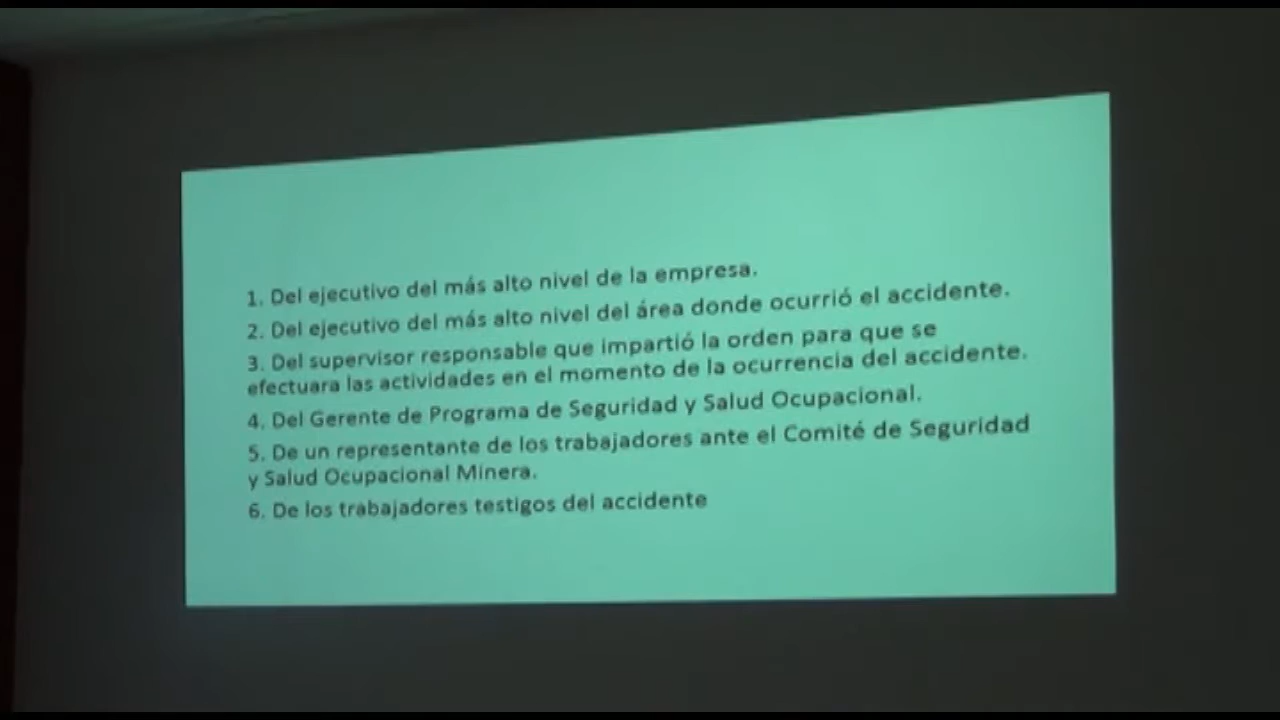 1. Del ejecutivo del más alto nivel de la empresa.
2. Del ejecutivo del más alto nivel del área donde ocurrió el accidente.
3. Del supervisor responsable que impartió la orden para que se
efectuara las actividades en el momento de la ocurrencia del accidente.
4. Del Gerente de Programa de Seguridad y Salud Ocupacional.
5. De un representante de los trabajadores ante el Comité de Seguridad
y Salud Ocupacional Minera.
6. De los trabajadores testigos del accidente